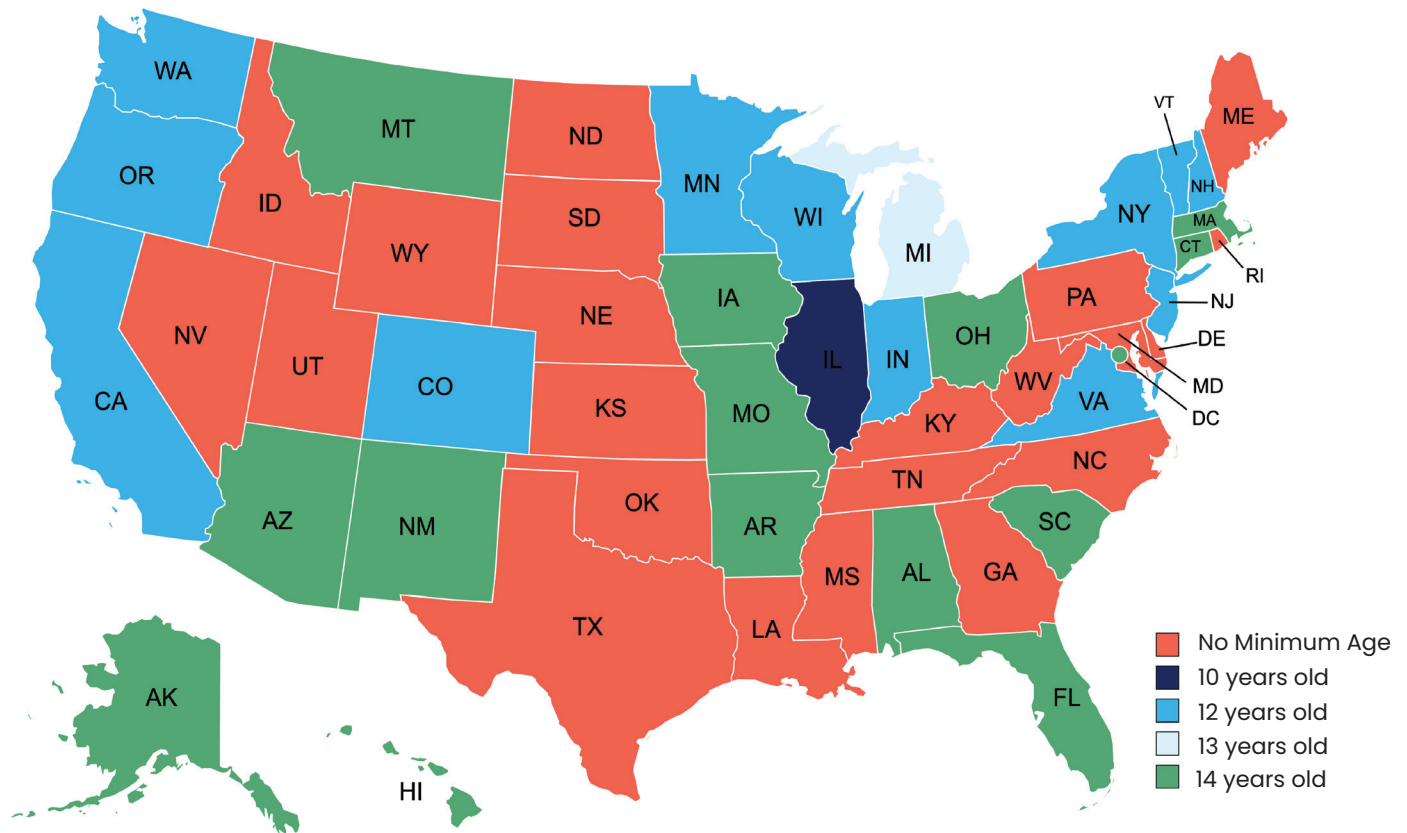 WA
MT
ND
ME
VT
OR
ID
MN
NH
SD
WI
NY
MA
WY
MI
CT
RI
IA
PA
NJ
NE
NV
OH
DE
UT
IL
IN
CO
WV
MD
CA
VA
KS
MO
DC
KY
NC
TN
OK
AZ
NM
AR
SC
MS
AL
GA
TX
LA
AK
FL
HI
No Minimum Age
10 years old
12 years old
13 years old
14 years old